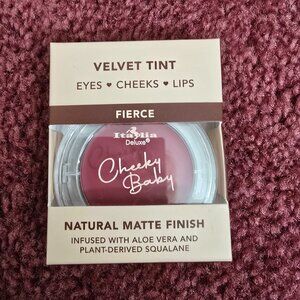 VELVET TINT
EYES ♥ CHEEKS ♥ LIPS
FIERCE
Italia
Deluxe®
Cheeky
Baby
NATURAL MATTE FINISH
INFUSED WITH ALOE VERA AND
PLANT-DERIVED SQUALANE